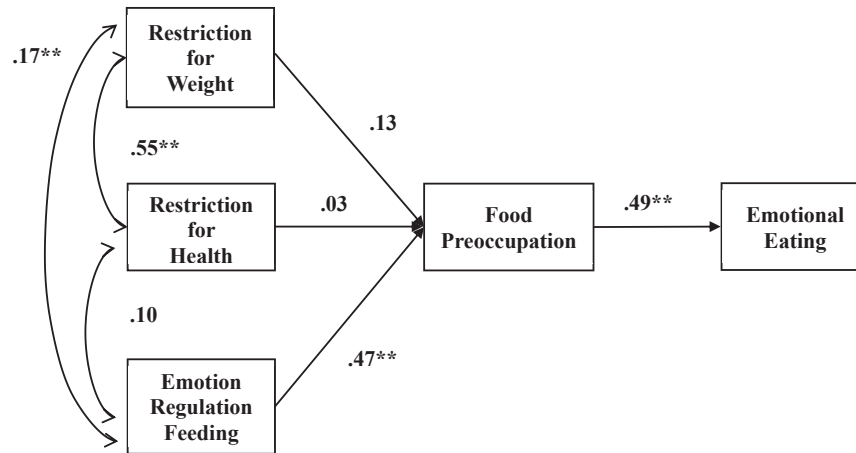 Restriction
for
Weight
.17**
.13
.55**
Restriction
for
Health
.03
Food
Preoccupation
.49**
Emotional
Eating
.10
.47**
Emotion
Regulation
Feeding